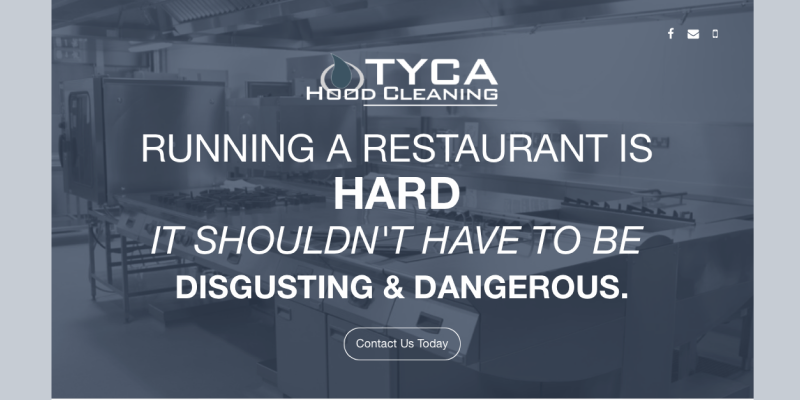 TYCA
HOOD CLEANING
RUNNING A RESTAURANT IS
HARD
IT SHOULDN'T HAVE TO BE
DISGUSTING & DANGEROUS.
Contact Us Today